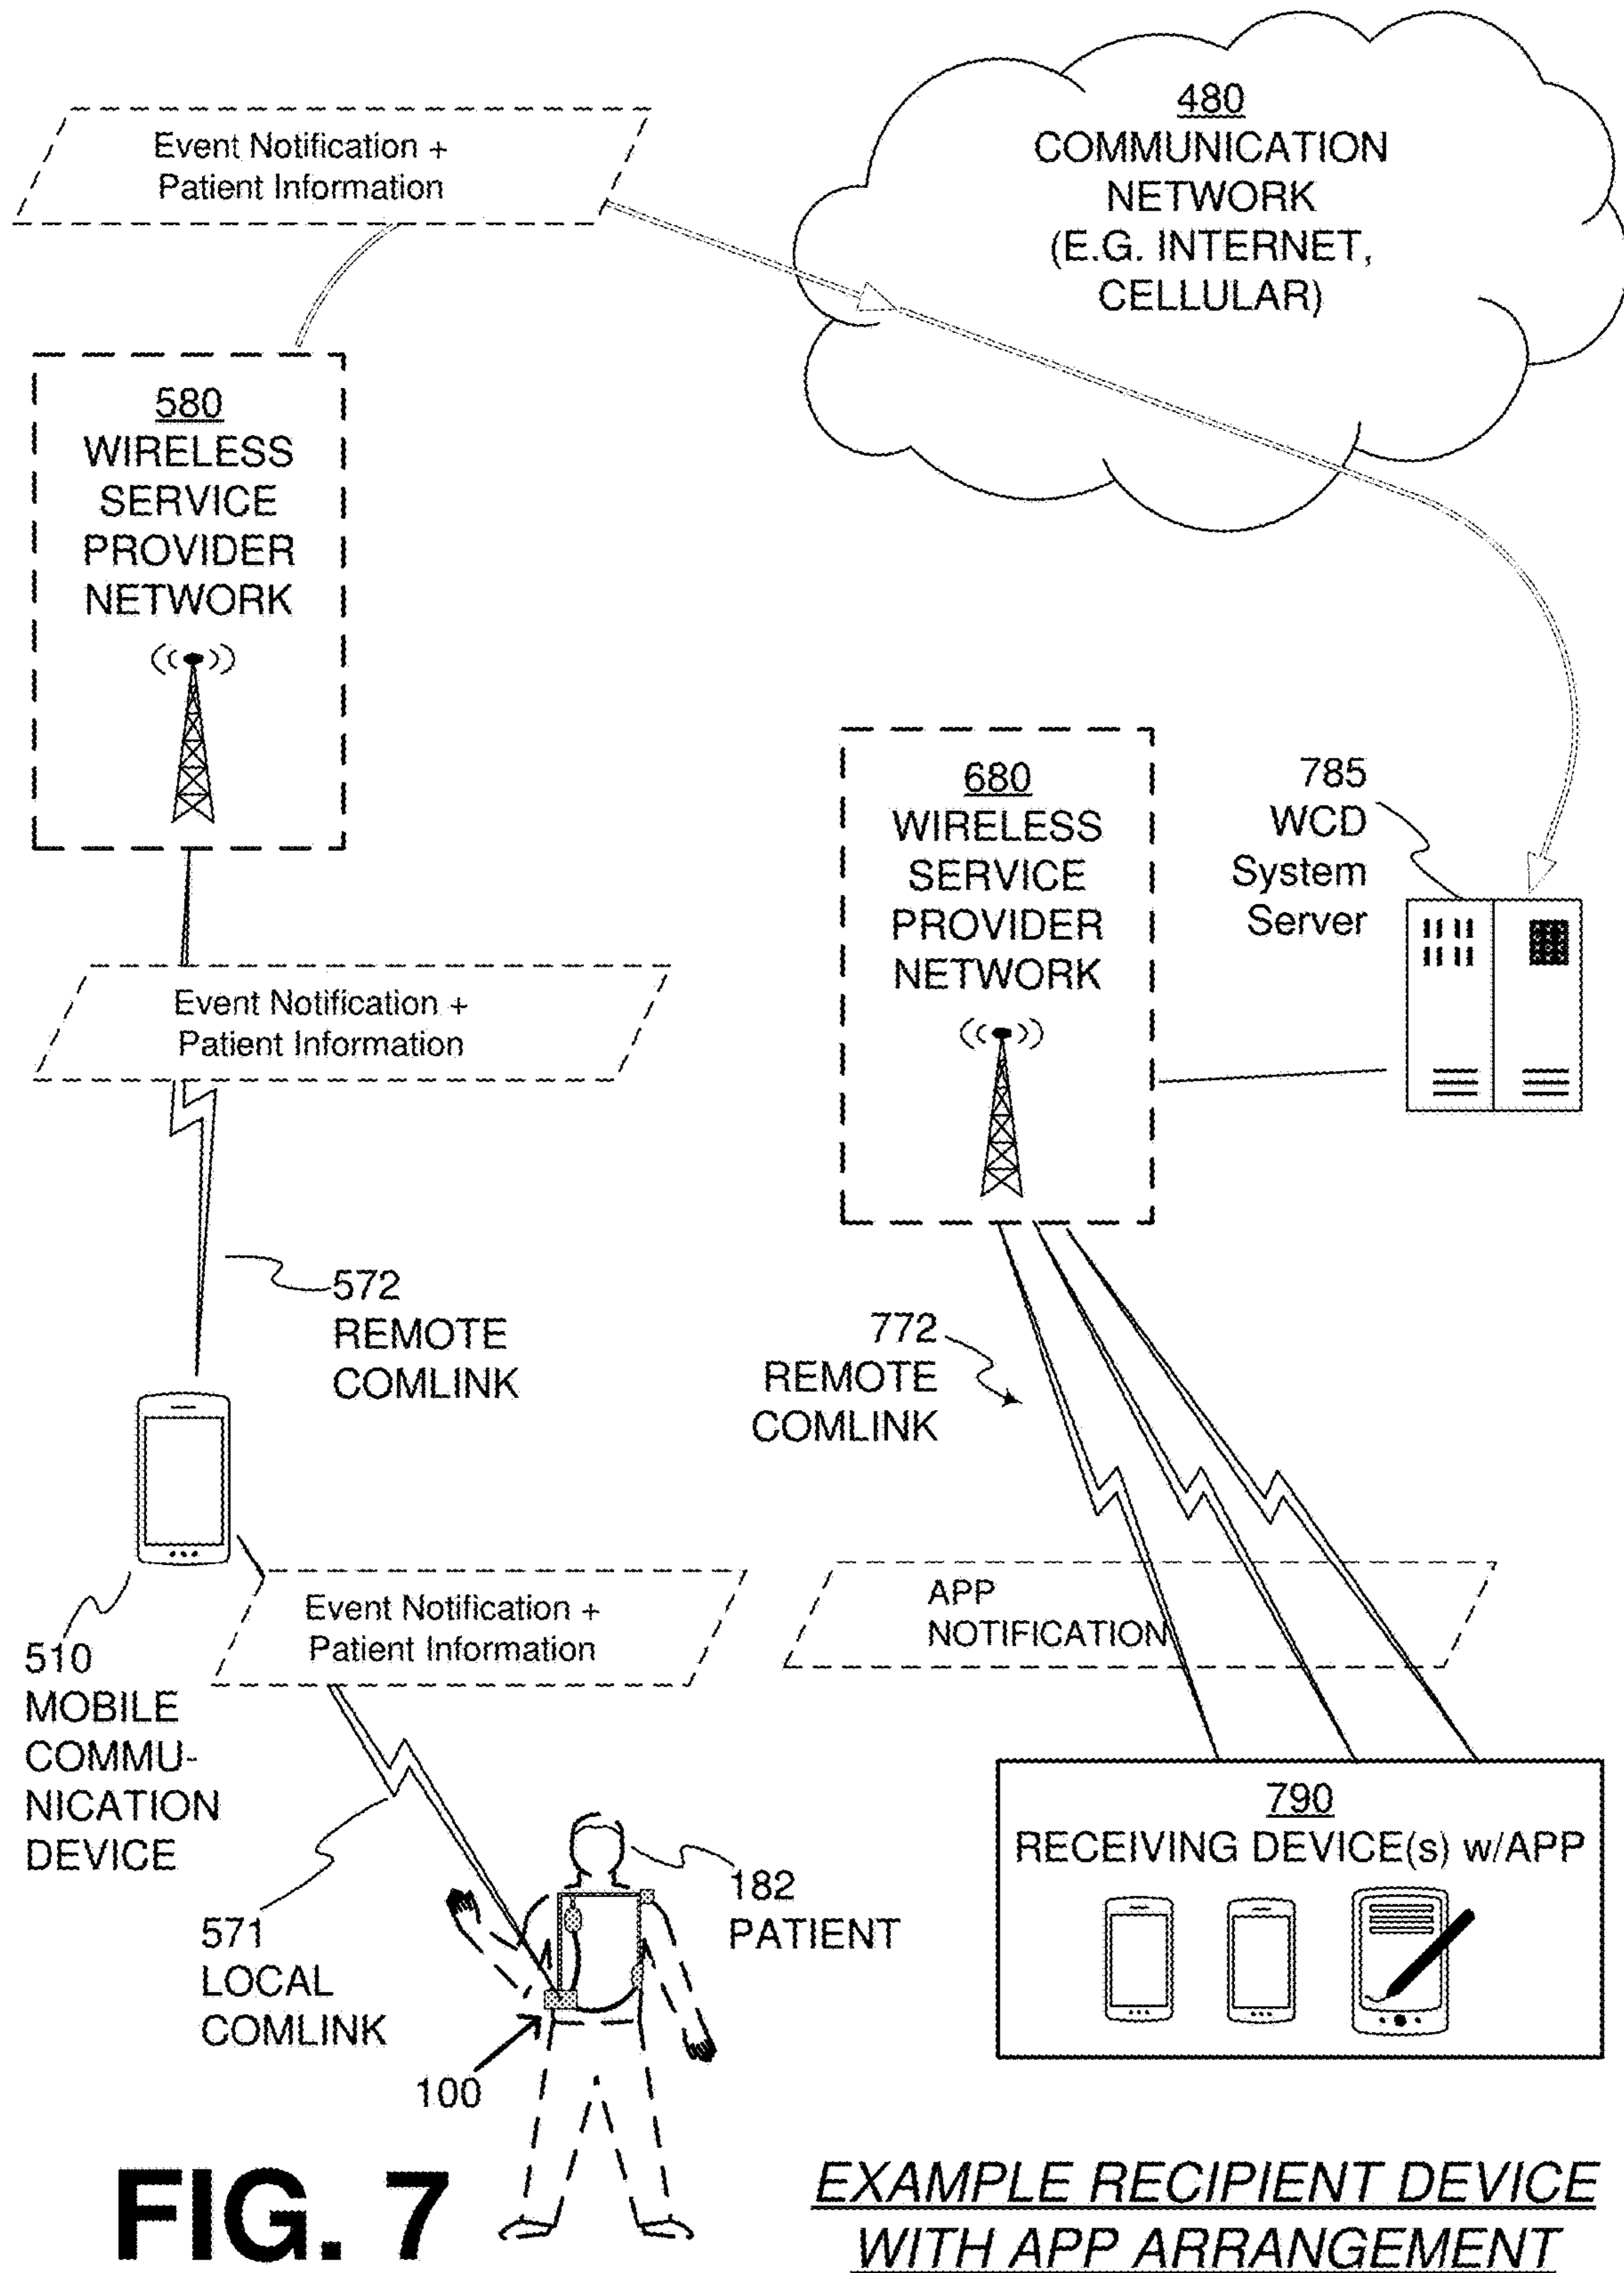 Event Notification +
Patient Information
480
COMMUNICATION
NETWORK
(E.G. INTERNET,
CELLULAR)
580
WIRELESS
SERVICE
PROVIDER
NETWORK
680
WIRELESS
SERVICE
PROVIDER
NETWORK
785
WCD
System
Server
Event Notification +
Patient Information
572
REMOTE
COMLINK
772
REMOTE
COMLINK
Event Notification +
Patient Information
APP
NOTIFICATION
510
MOBILE
COMMU-
NICATION
DEVICE
790
RECEIVING DEVICE(s) w/APP
182
PATIENT
571
LOCAL
COMLINK
100
FIG. 7
EXAMPLE RECIPIENT DEVICE
WITH APP ARRANGEMENT